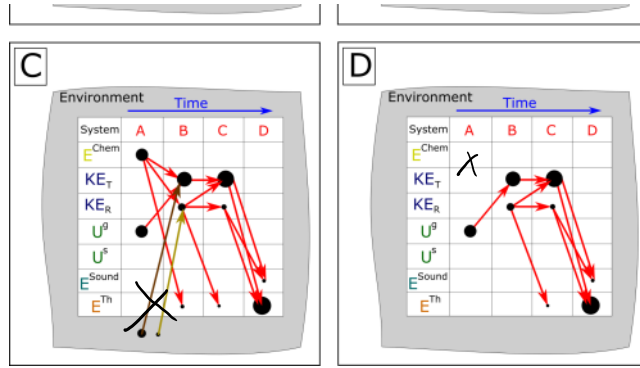 C
Environment
Time
System A B C D
E^Chem
KE_T
KE_R
U^g
U^s
E^Sound
E^Th
D
Environment
Time
System A B C D
E^Chem
KE_T
KE_R
U^g
U^s
E^Sound
E^Th